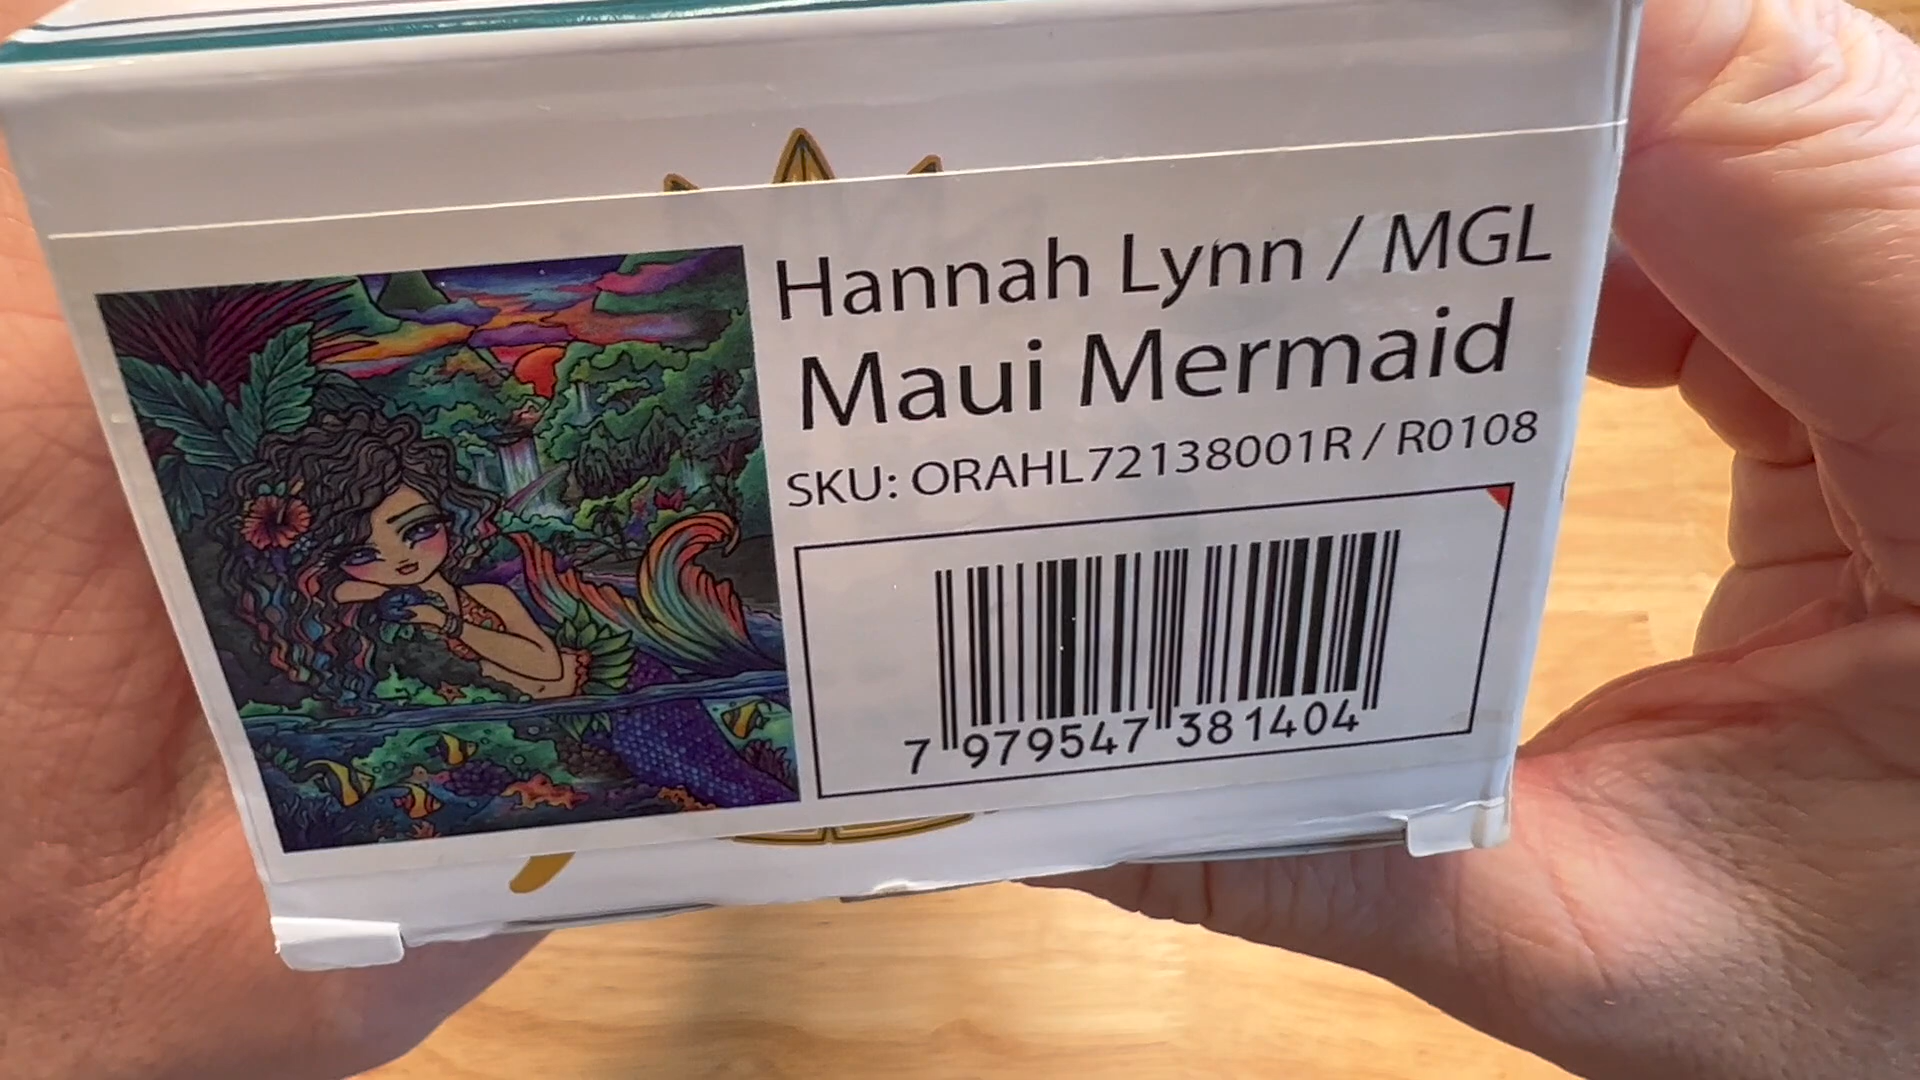 Hannah Lynn / MGL
Maui Mermaid
SKU: ORAHL72138001R / R0108
7 979547 381404